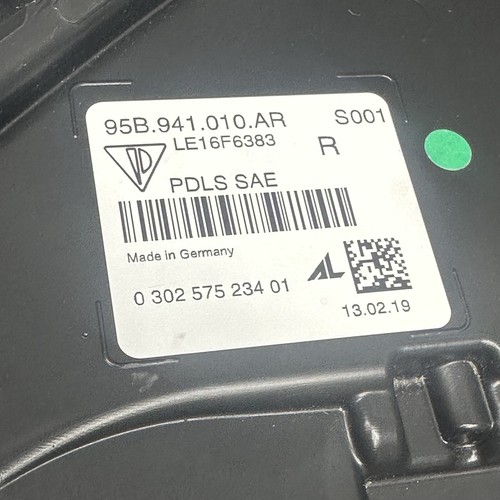 95B.941.010.AR S001
LE16F6383 R
PDLS SAE
Made in Germany
AL
0 302 575 234 01
13.02.19